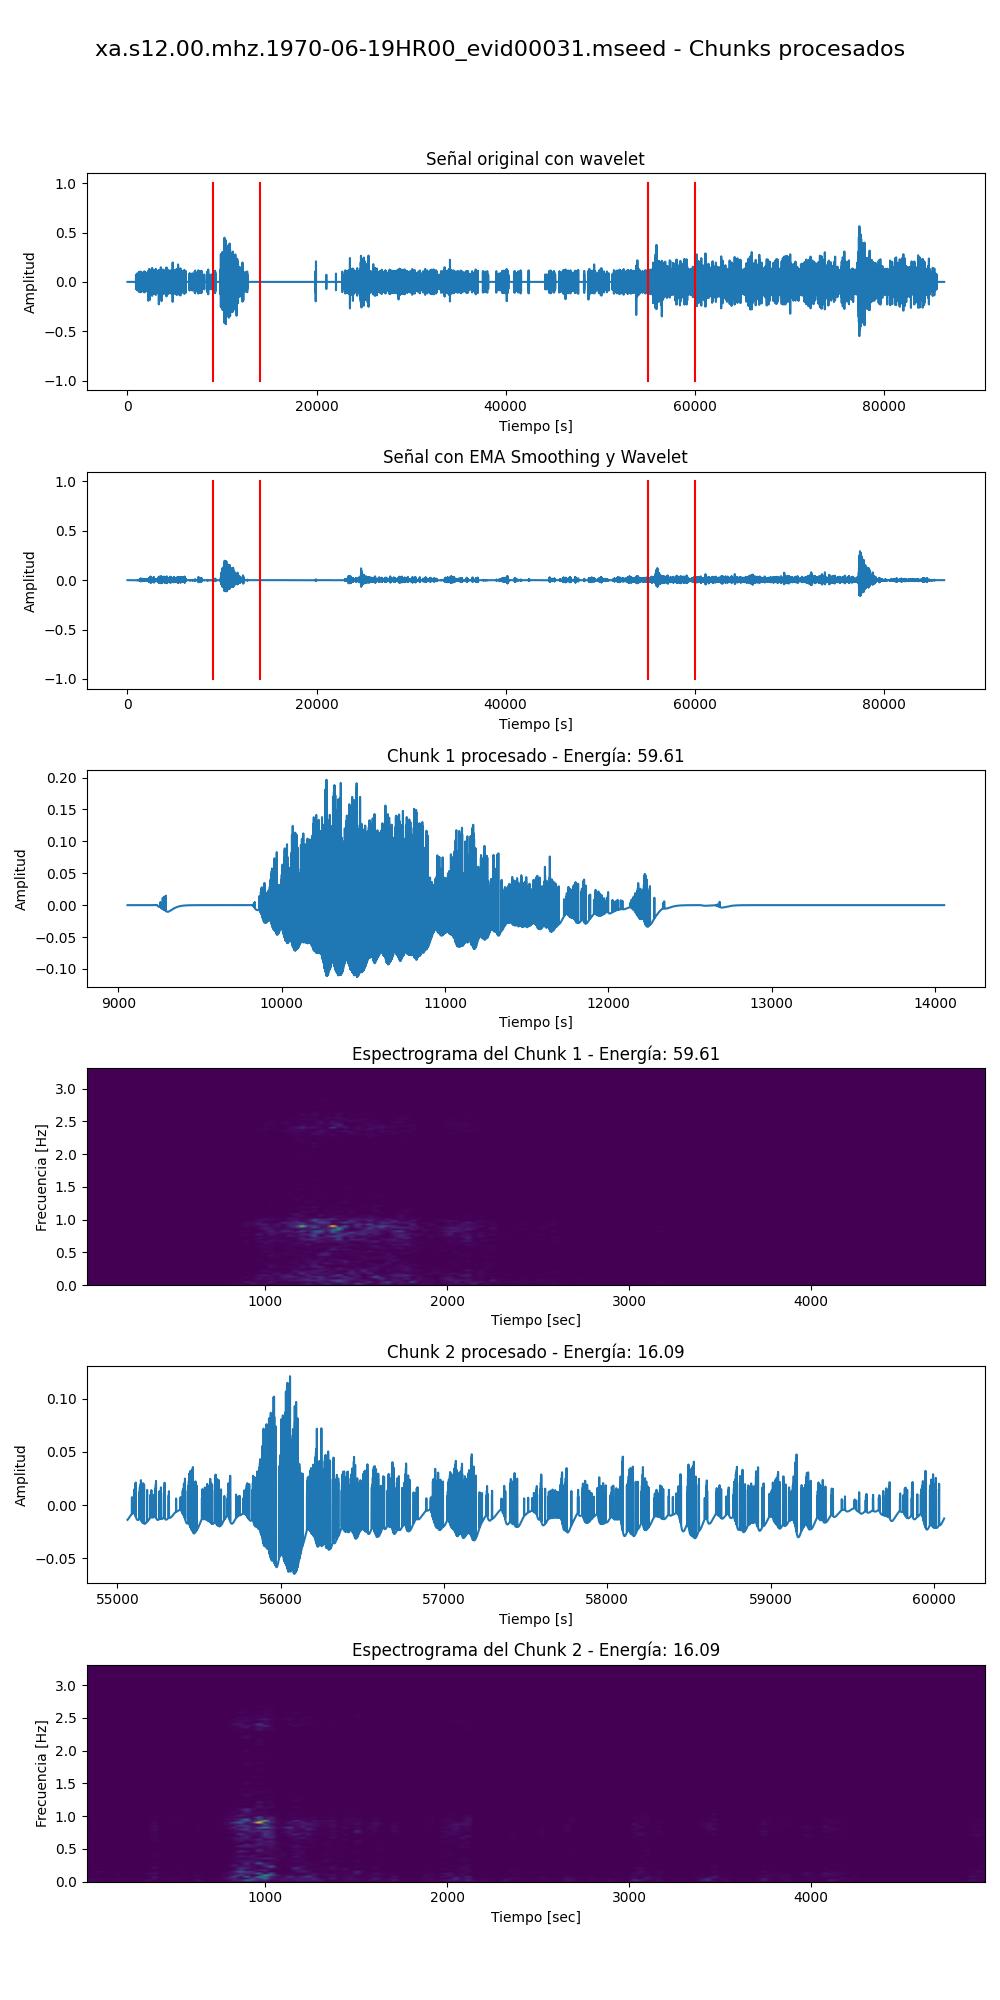 xa.s12.00.mhz.1970-06-19HR00_evid00031.mseed - Chunks procesados
Señal original con wavelet
Amplitud
1.0
0.5
0.0
−0.5
−1.0
0 20000 40000 60000 80000
Tiempo [s]
Señal con EMA Smoothing y Wavelet
Amplitud
1.0
0.5
0.0
−0.5
−1.0
0 20000 40000 60000 80000
Tiempo [s]
Chunk 1 procesado - Energía: 59.61
Amplitud
0.20
0.15
0.10
0.05
0.00
−0.05
−0.10
9000 10000 11000 12000 13000 14000
Tiempo [s]
Espectrograma del Chunk 1 - Energía: 59.61
Frecuencia [Hz]
3.0
2.5
2.0
1.5
1.0
0.5
0.0
1000 2000 3000 4000
Tiempo [sec]
Chunk 2 procesado - Energía: 16.09
Amplitud
0.10
0.05
0.00
−0.05
55000 56000 57000 58000 59000 60000
Tiempo [s]
Espectrograma del Chunk 2 - Energía: 16.09
Frecuencia [Hz]
3.0
2.5
2.0
1.5
1.0
0.5
0.0
1000 2000 3000 4000
Tiempo [sec]